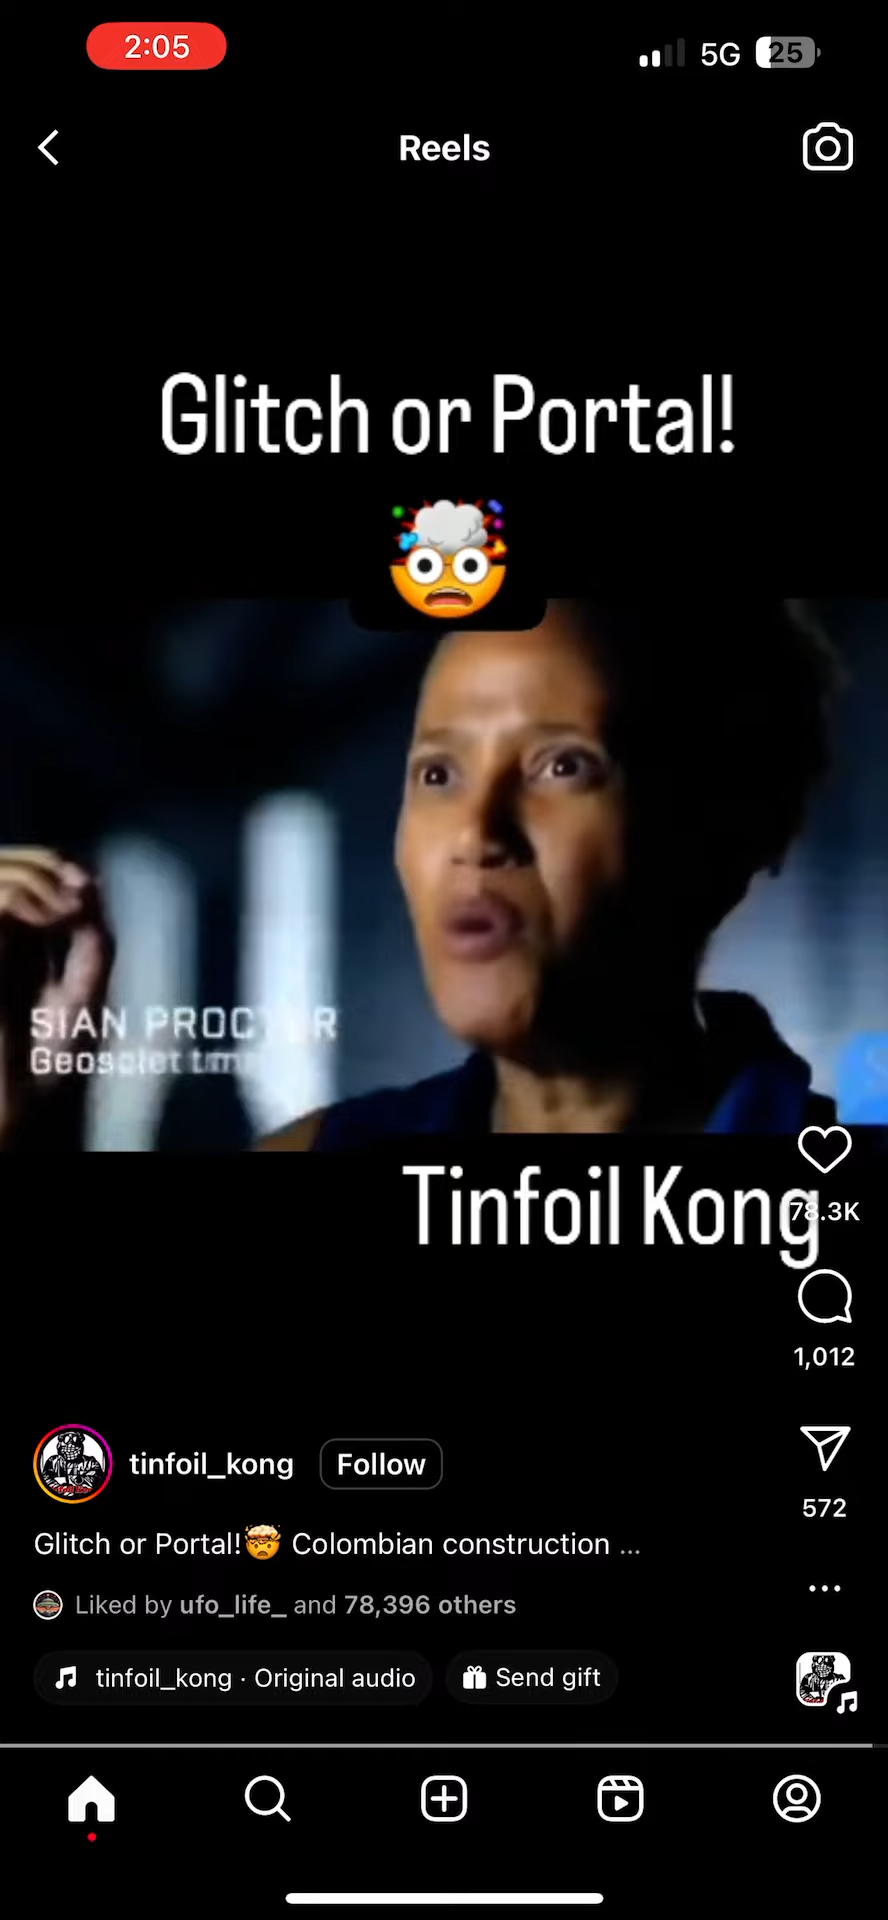 2:05
5G 25
Reels
Glitch or Portal!
SIAN PROCTOR
Tinfoil Kong
78.3K
1,012
tinfoil_kong Follow
572
Glitch or Portal!🤯 Colombian construction ...
Liked by ufo_life_ and 78,396 others
tinfoil_kong · Original audio
Send gift